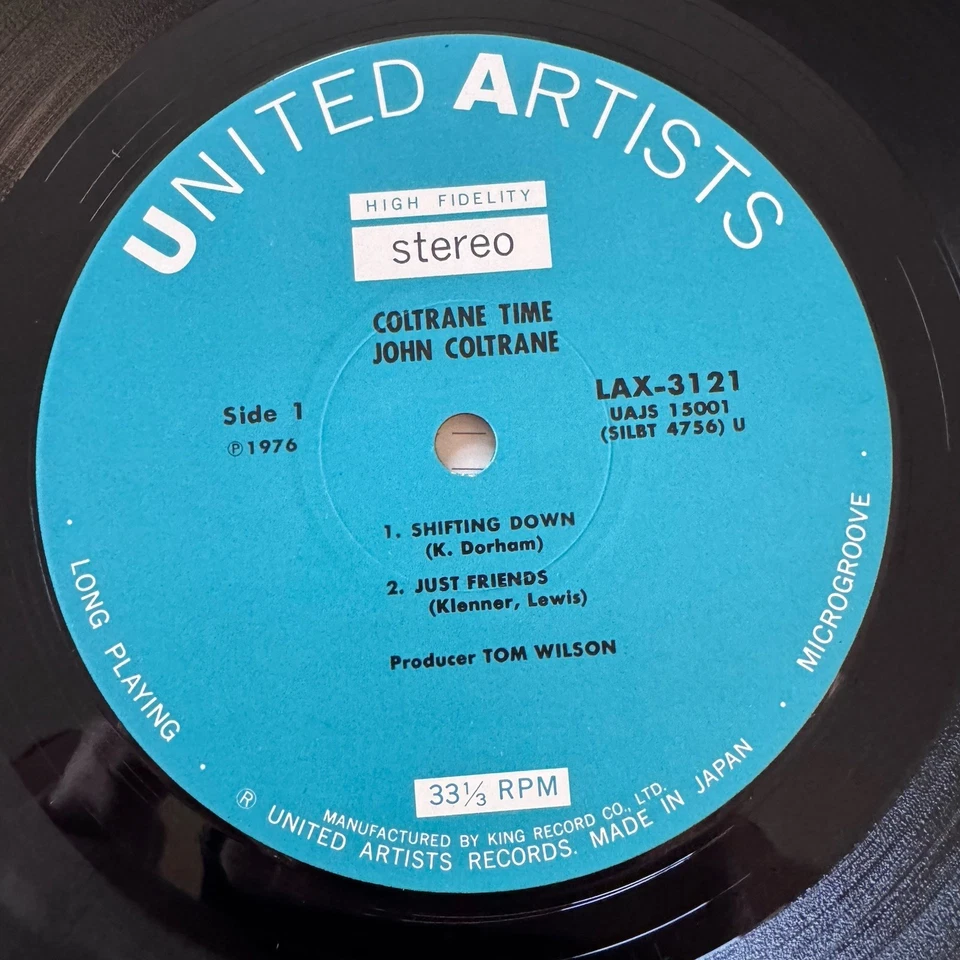 UNITED ARTISTS
HIGH FIDELITY
stereo
COLTRANE TIME
JOHN COLTRANE
Side 1
Ⓟ1976
LAX-3121
UAJS 15001
(SILBT 4756) U
1. SHIFTING DOWN
(K. Dorham)
2. JUST FRIENDS
(Klenner, Lewis)
Producer TOM WILSON
LONG PLAYING
MICROGROOVE
33⅓ RPM
MANUFACTURED BY KING RECORD CO., LTD.
® UNITED ARTISTS RECORDS. MADE IN JAPAN